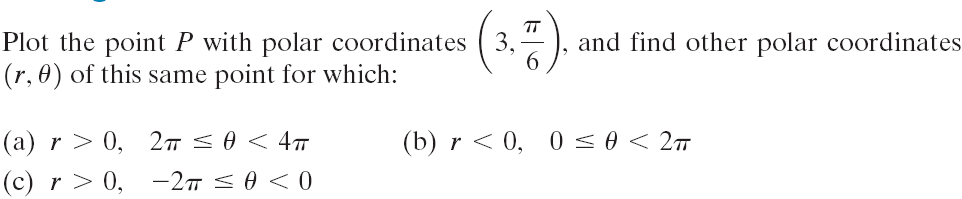 Plot the point P with polar coordinates (3, π/6), and find other polar coordinates
(r, θ) of this same point for which:
(a) r > 0, 2π ≤ θ < 4π (b) r < 0, 0 ≤ θ < 2π
(c) r > 0, −2π ≤ θ < 0